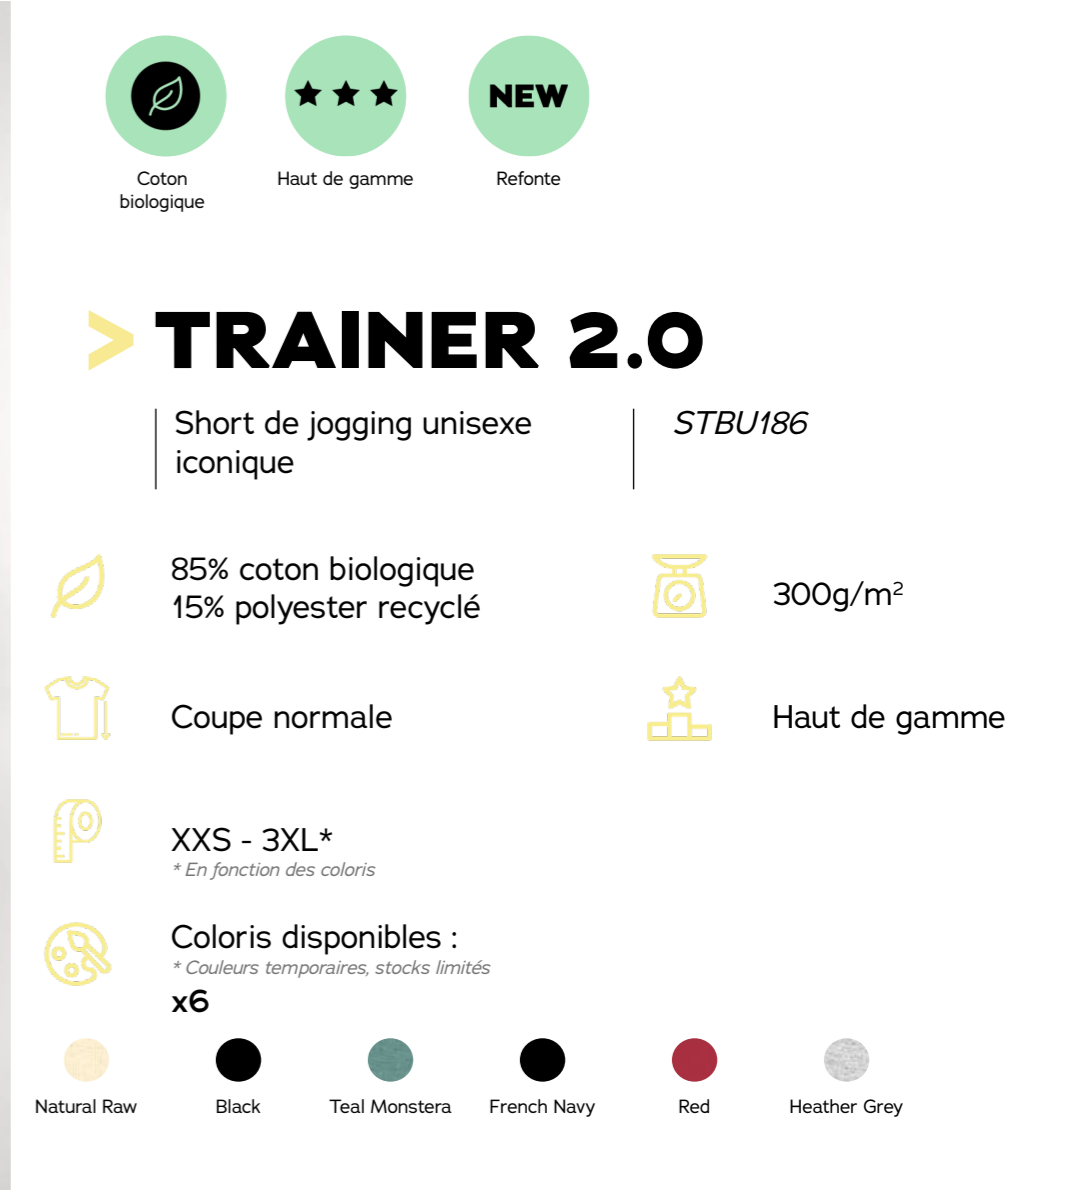 NEW
Coton
biologique
Haut de gamme
Refonte
> TRAINER 2.0
Short de jogging unisexe
iconique
STBU186
85% coton biologique
15% polyester recyclé
300g/m²
Coupe normale
Haut de gamme
XXS - 3XL*
* En fonction des coloris
Coloris disponibles :
* Couleurs temporaires, stocks limités
x6
Natural Raw
Black
Teal Monstera
French Navy
Red
Heather Grey